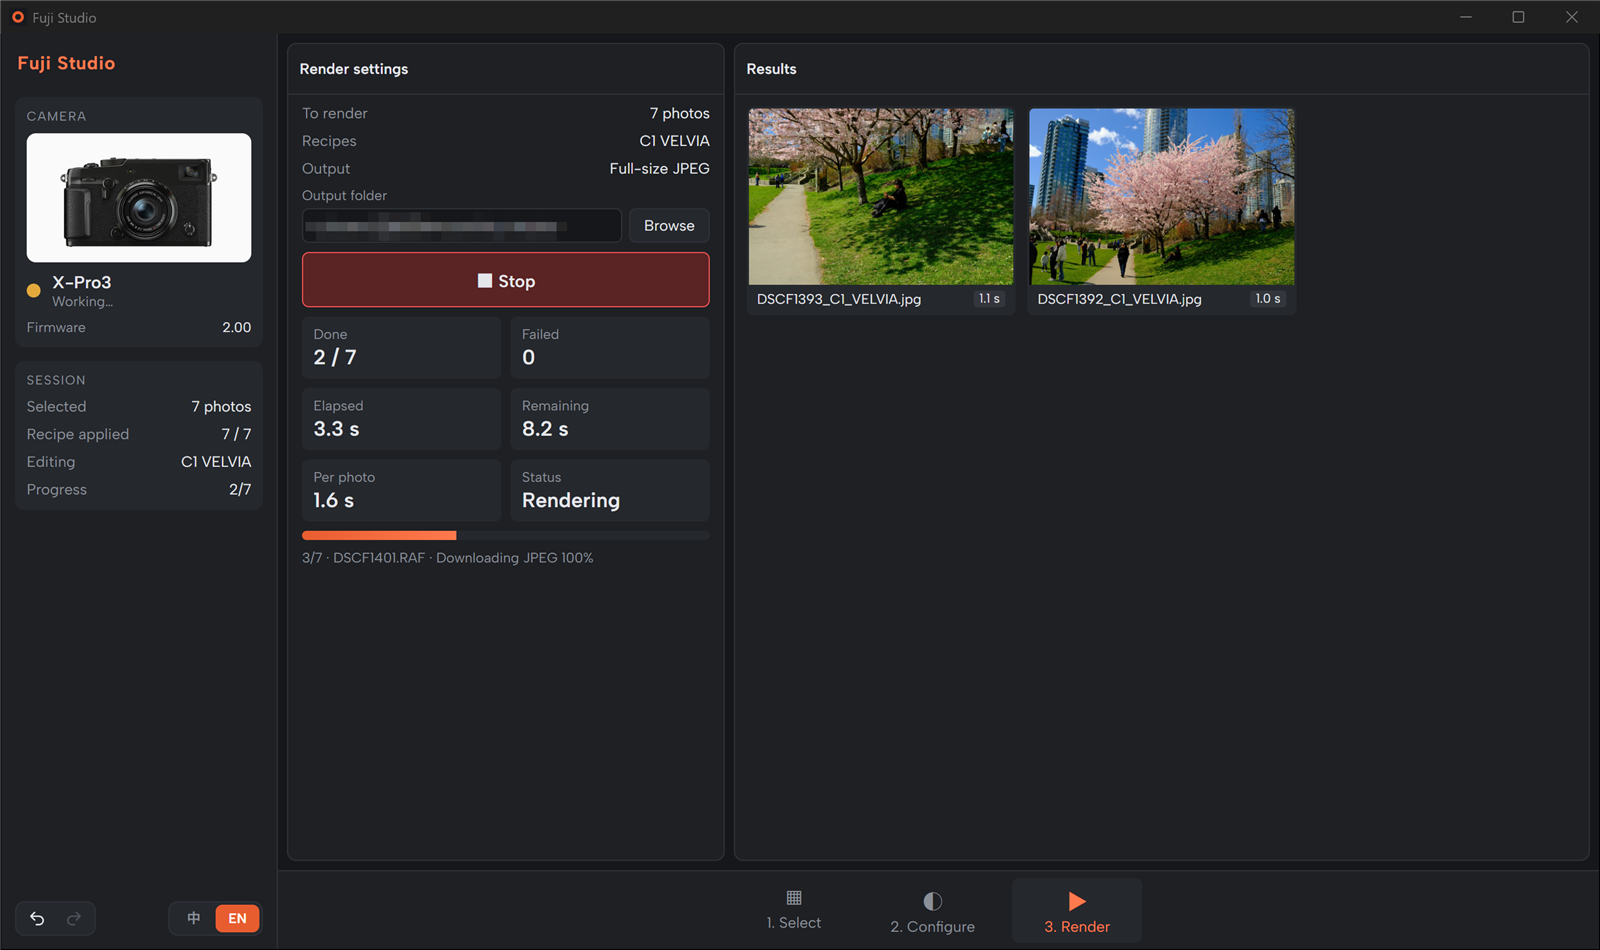 Fuji Studio
Fuji Studio
CAMERA
X-Pro3
Working...
Firmware 2.00
SESSION
Selected 7 photos
Recipe applied 7 / 7
Editing C1 VELVIA
Progress 2/7
中 EN
Render settings
To render 7 photos
Recipes C1 VELVIA
Output Full-size JPEG
Output folder
Browse
Stop
Done
2 / 7
Failed
0
Elapsed
3.3 s
Remaining
8.2 s
Per photo
1.6 s
Status
Rendering
3/7 · DSCF1401.RAF · Downloading JPEG 100%
Results
DSCF1393_C1_VELVIA.jpg 1.1 s
DSCF1392_C1_VELVIA.jpg 1.0 s
1. Select
2. Configure
3. Render